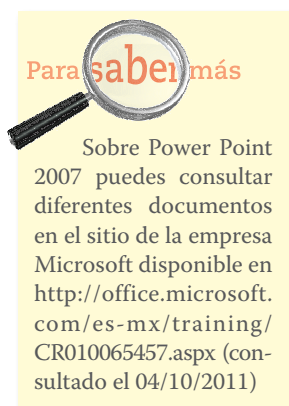 Para saber más
Sobre Power Point
2007 puedes consultar
diferentes documentos
en el sitio de la empresa
Microsoft disponible en
http://office.microsoft.
com/es-mx/training/
CR010065457.aspx (con-
sultado el 04/10/2011)